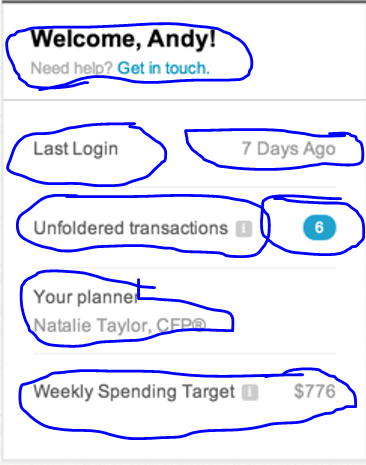 Welcome, Andy!
Need help? Get in touch.
Last Login 7 Days Ago
Unfoldered transactions i 6
Your planner
Natalie Taylor, CFP®
Weekly Spending Target i $776